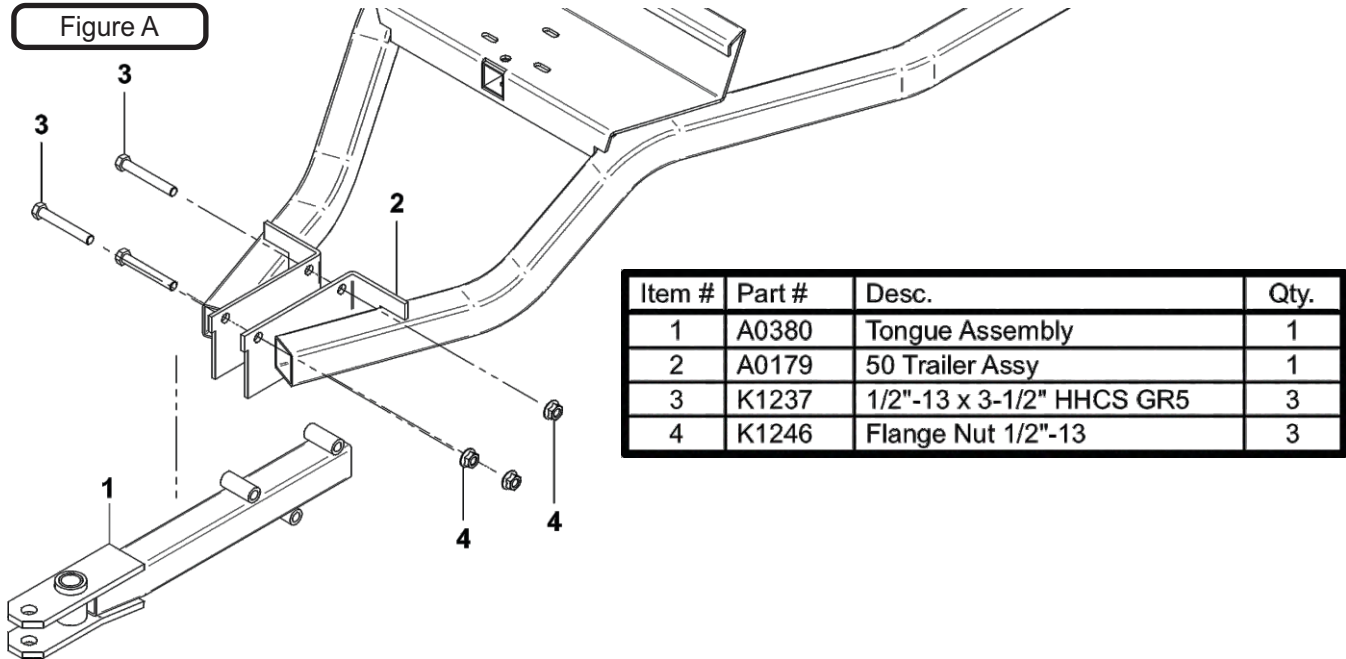 Figure A
3
3
2
Item # Part # Desc. Qty.
1 A0380 Tongue Assembly 1
2 A0179 50 Trailer Assy 1
3 K1237 1/2"-13 x 3-1/2" HHCS GR5 3
4 K1246 Flange Nut 1/2"-13 3
1
4
4